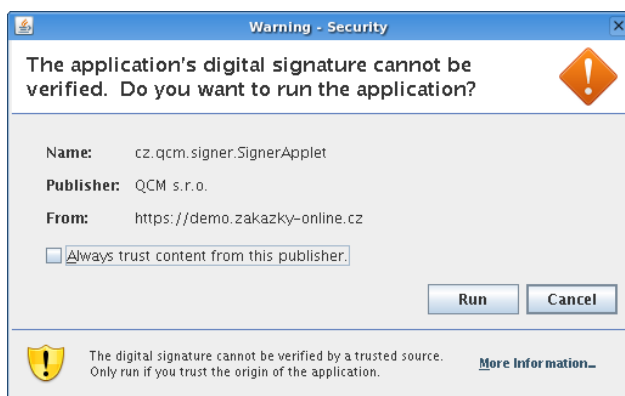 Warning - Security
The application's digital signature cannot be
verified. Do you want to run the application?
Name: cz.qcm.signer.SignerApplet
Publisher: QCM s.r.o.
From: https://demo.zakazky-online.cz
Always trust content from this publisher.
Run Cancel
The digital signature cannot be verified by a trusted source.
Only run if you trust the origin of the application.
More Information...